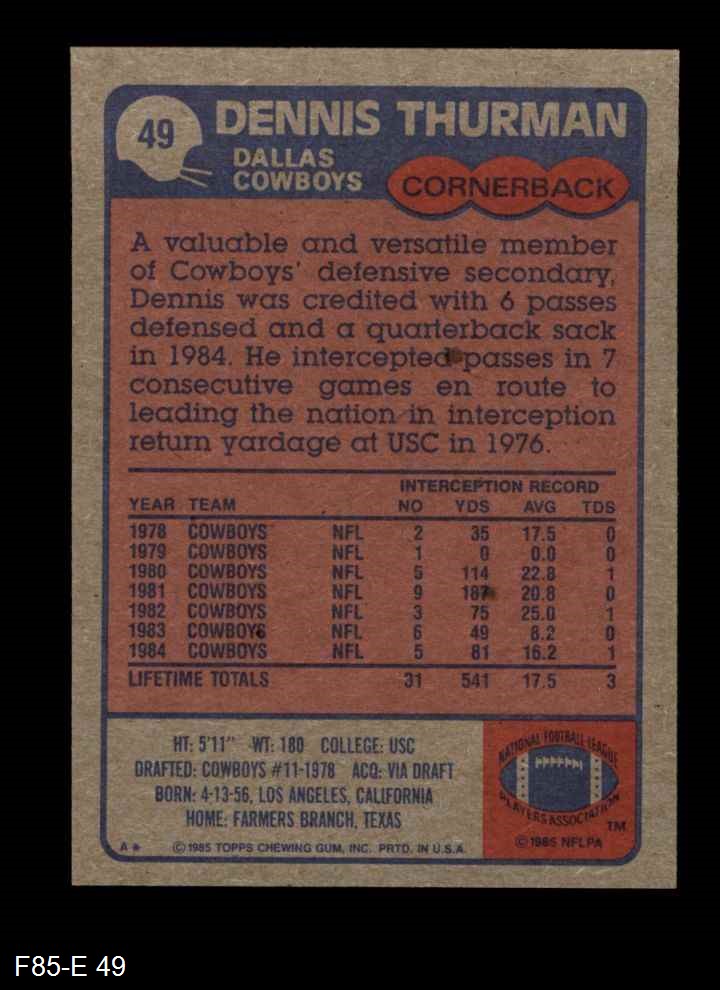 49
DENNIS THURMAN
DALLAS
COWBOYS
CORNERBACK
A valuable and versatile member
of Cowboys' defensive secondary,
Dennis was credited with 6 passes
defensed and a quarterback sack
in 1984. He intercepted passes in 7
consecutive games en route to
leading the nation in interception
return yardage at USC in 1976.
INTERCEPTION RECORD
YEAR TEAM NO YDS AVG TDS
1978 COWBOYS NFL 2 35 17.5 0
1979 COWBOYS NFL 1 0 0.0 0
1980 COWBOYS NFL 5 114 22.8 1
1981 COWBOYS NFL 9 187 20.8 0
1982 COWBOYS NFL 3 75 25.0 1
1983 COWBOYS NFL 6 49 8.2 0
1984 COWBOYS NFL 5 81 16.2 1
LIFETIME TOTALS 31 541 17.5 3
HT: 5'11" WT: 180 COLLEGE: USC
DRAFTED: COWBOYS #11-1978 ACQ: VIA DRAFT
BORN: 4-13-56, LOS ANGELES, CALIFORNIA
HOME: FARMERS BRANCH, TEXAS
A* ©1985 TOPPS CHEWING GUM, INC. PRTD. IN U.S.A.
NATIONAL FOOTBALL LEAGUE
PLAYERS ASSOCIATION
TM
©1985 NFLPA
F85-E 49